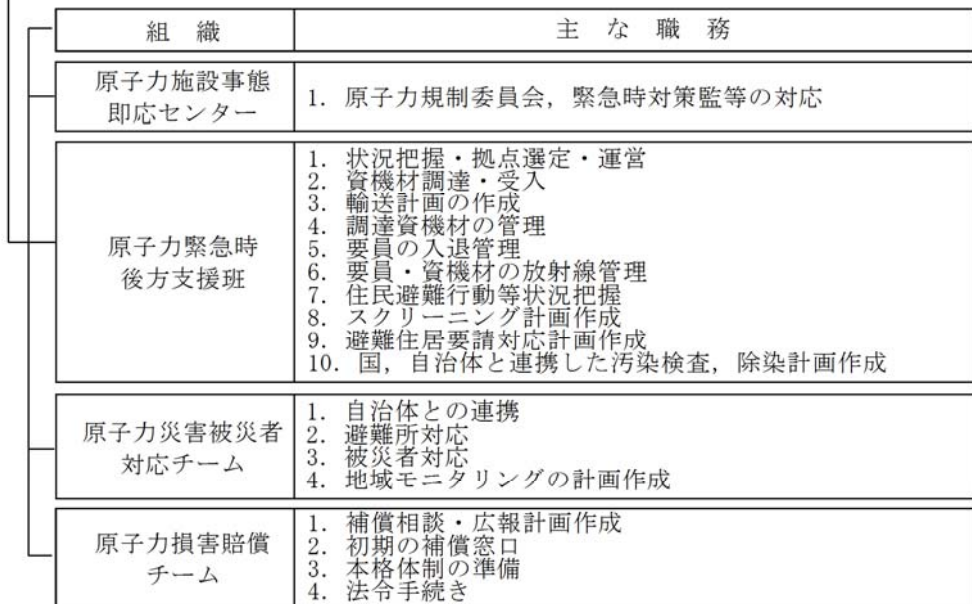 組 織
主 な 職 務
原子力施設事態
即応センター
1. 原子力規制委員会，緊急時対策監等の対応
原子力緊急時
後方支援班
1. 状況把握・拠点選定・運営
2. 資機材調達・受入
3. 輸送計画の作成
4. 調達資機材の管理
5. 要員の入退管理
6. 要員・資機材の放射線管理
7. 住民避難行動等状況把握
8. スクリーニング計画作成
9. 避難住居要請対応計画作成
10. 国，自治体と連携した汚染検査，除染計画作成
原子力災害被災者
対応チーム
1. 自治体との連携
2. 避難所対応
3. 被災者対応
4. 地域モニタリングの計画作成
原子力損害賠償
チーム
1. 補償相談・広報計画作成
2. 初期の補償窓口
3. 本格体制の準備
4. 法令手続き